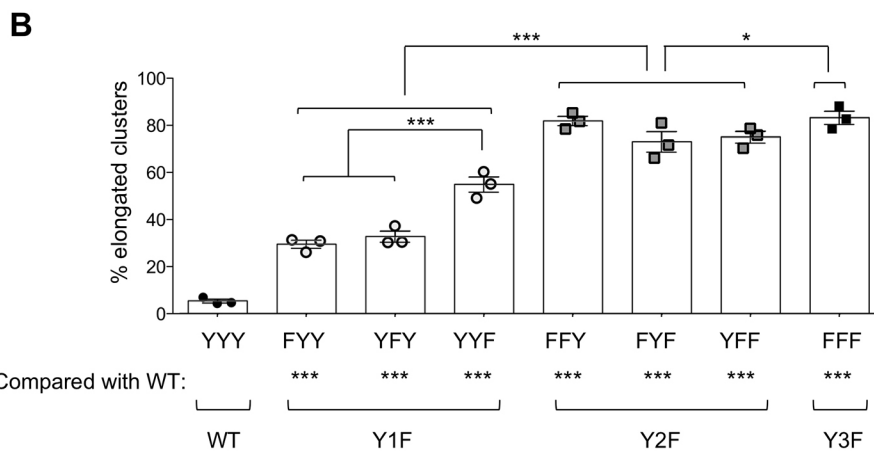 B
*** *
***
% elongated clusters
100
80
60
40
20
0
YYY FYY YFY YYF FFY FYF YFF FFF
Compared with WT: *** *** *** *** *** *** ***
WT Y1F Y2F Y3F